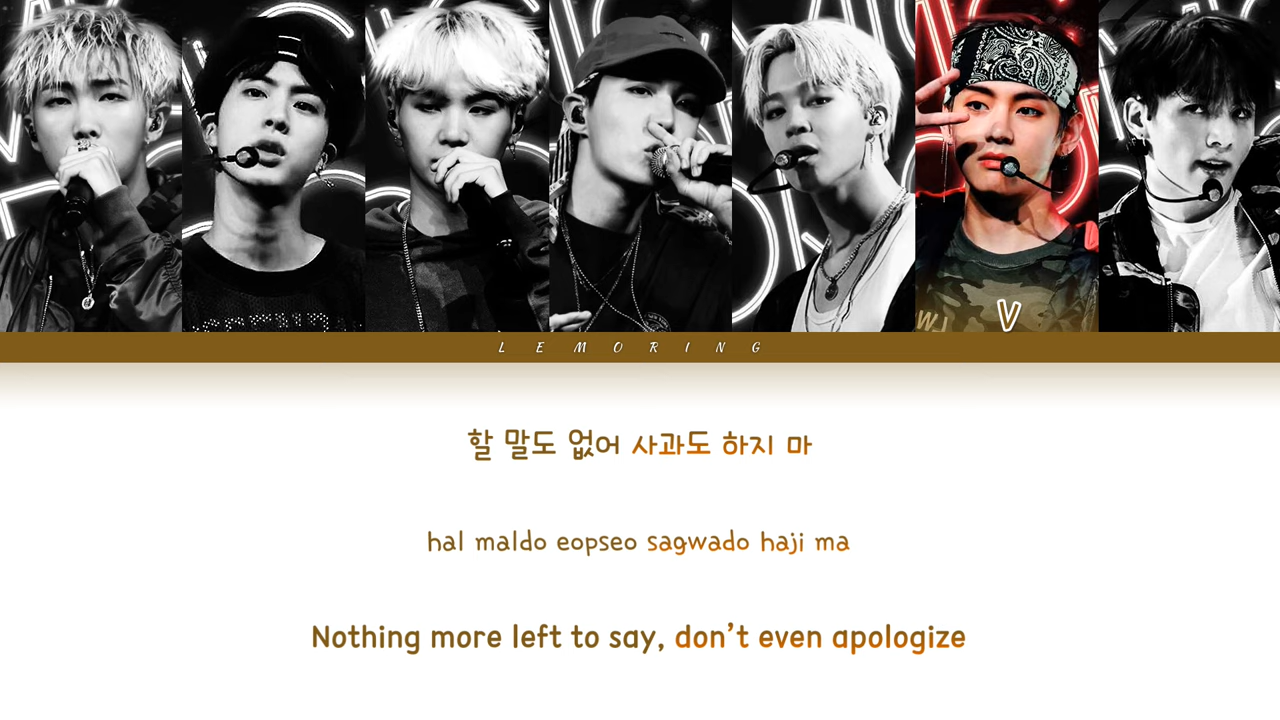 V
L E M O R I N G
할 말도 없어 사과도 하지 마
hal maldo eopseo sagwado haji ma
Nothing more left to say, don’t even apologize